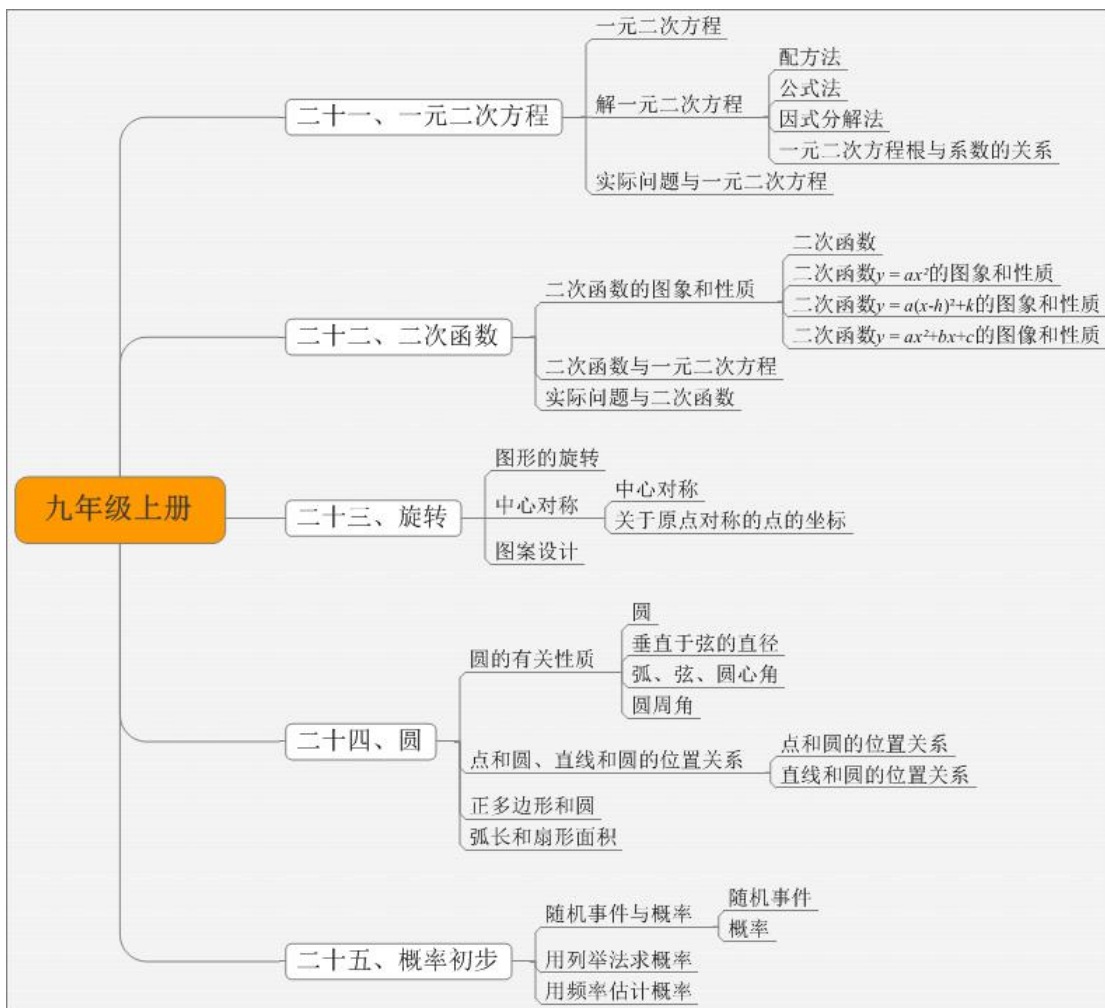 九年级上册
二十一、一元二次方程
一元二次方程
解一元二次方程
配方法
公式法
因式分解法
一元二次方程根与系数的关系
实际问题与一元二次方程
二十二、二次函数
二次函数的图象和性质
二次函数
二次函数y = ax²的图象和性质
二次函数y = a(x-h)²+k的图象和性质
二次函数y = ax²+bx+c的图像和性质
二次函数与一元二次方程
实际问题与二次函数
二十三、旋转
图形的旋转
中心对称
中心对称
关于原点对称的点的坐标
图案设计
二十四、圆
圆的有关性质
圆
垂直于弦的直径
弧、弦、圆心角
圆周角
点和圆、直线和圆的位置关系
点和圆的位置关系
直线和圆的位置关系
正多边形和圆
弧长和扇形面积
二十五、概率初步
随机事件与概率
随机事件
概率
用列举法求概率
用频率估计概率